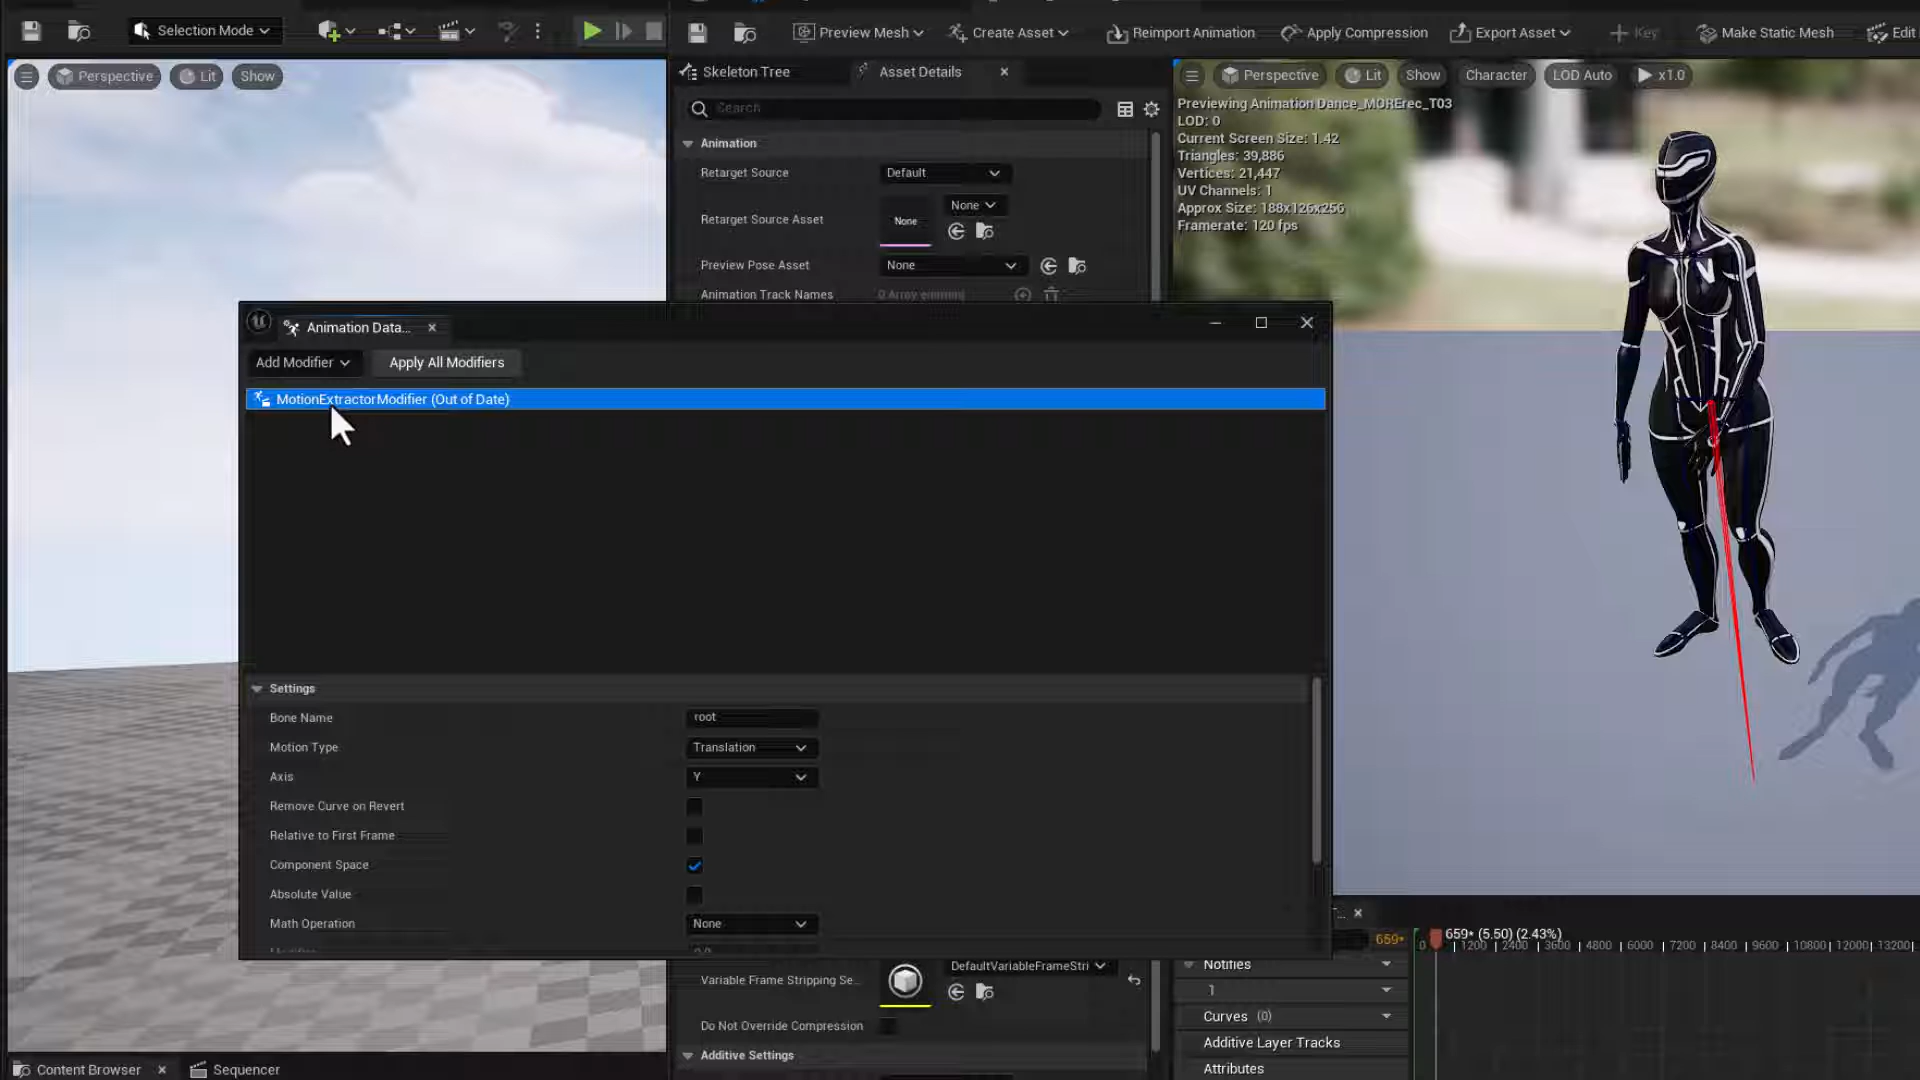 Selection Mode
Preview Mesh
Create Asset
Reimport Animation
Apply Compression
Export Asset
Key
Make Static Mesh
Edit
Perspective
Lit
Show
Skeleton Tree
Asset Details
Search
Animation
Retarget Source
Default
Retarget Source Asset
None
None
Preview Pose Asset
None
Animation Track Names
Perspective
Lit
Show
Character
LOD Auto
x1.0
Previewing Animation Dance_MORErec_T03
LOD: 0
Current Screen Size: 1.42
Triangles: 39,886
Vertices: 21,447
UV Channels: 1
Approx Size: 188x126x256
Framerate: 120 fps
Animation Data...
Add Modifier
Apply All Modifiers
MotionExtractorModifier (Out of Date)
Settings
Bone Name
root
Motion Type
Translation
Axis
Y
Remove Curve on Revert
Relative to First Frame
Component Space
Absolute Value
Math Operation
None
Variable Frame Stripping Se...
DefaultVariableFrameStri
Do Not Override Compression
Additive Settings
659*
659* (5.50) (2.43%)
0 1200 2400 3600 4800 6000 7200 8400 9600 10800 12000 13200
Notifies
1
Curves (0)
Additive Layer Tracks
Attributes
Content Browser
Sequencer